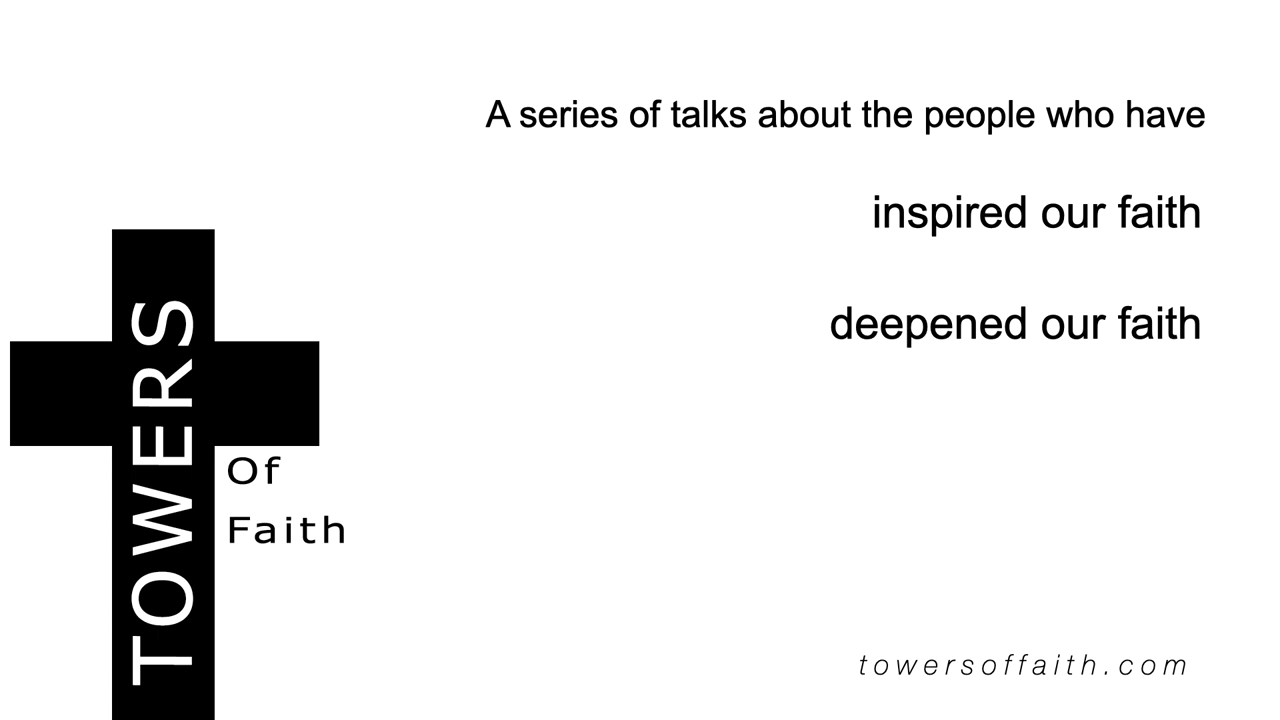 A series of talks about the people who have
inspired our faith
deepened our faith
TOWERS
Of
Faith
towersoffaith.com